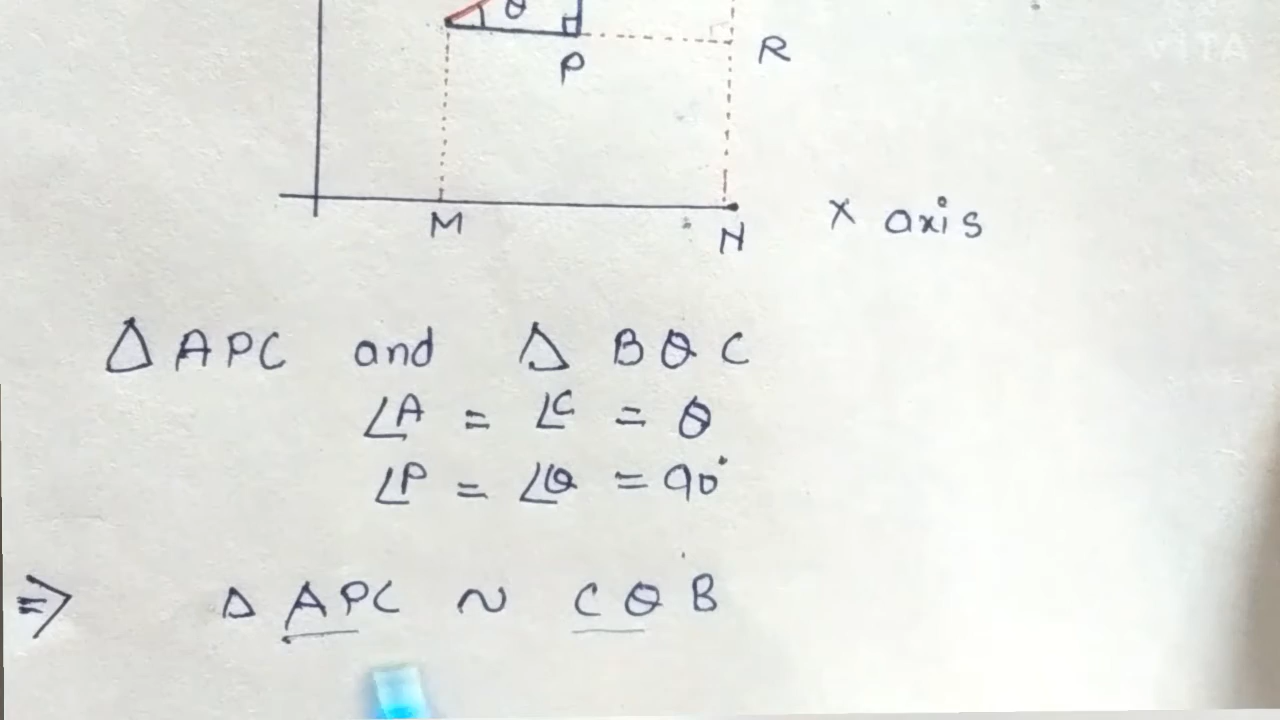 θ
P
R
M
N
X axis
Δ APC and Δ BQC
∠A = ∠C = θ
∠P = ∠Q = 90°
⇒ Δ APC ~ CQB